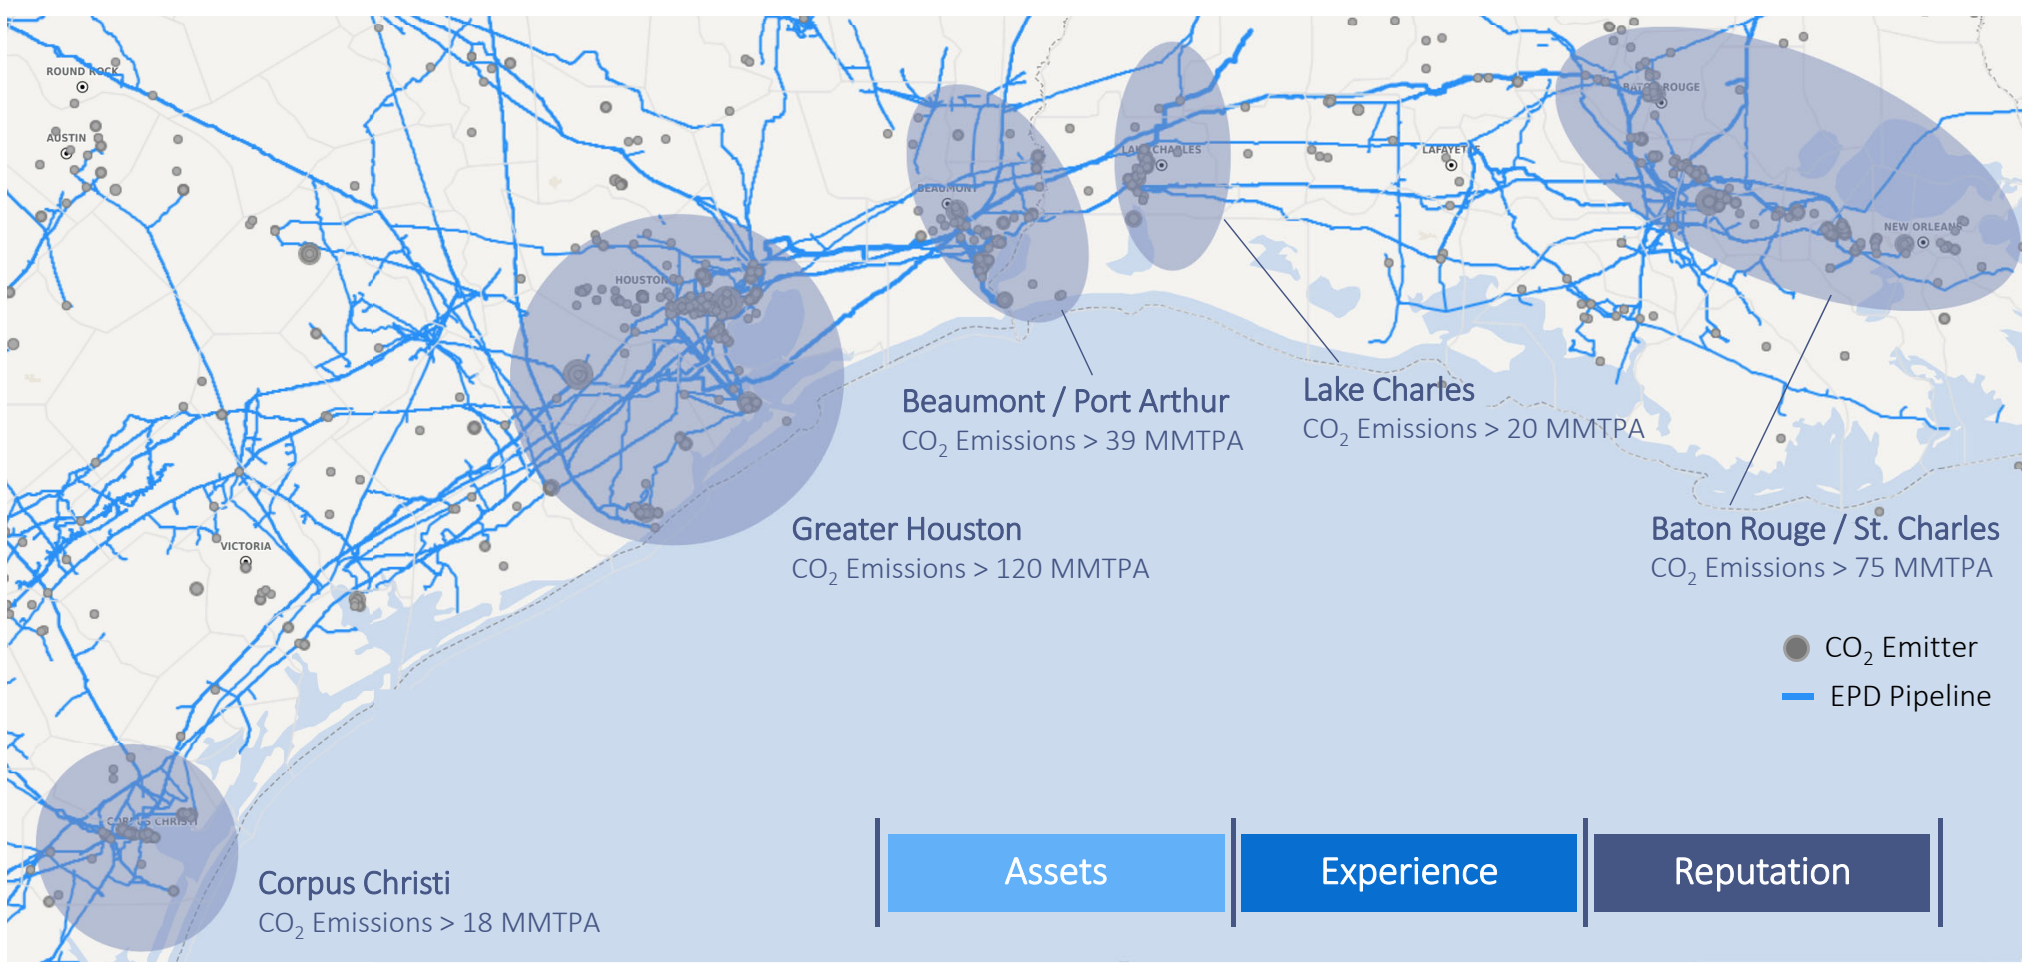 ROUND ROCK
AUSTIN
BATON ROUGE
LAKE CHARLES
LAFAYETTE
BEAUMONT
NEW ORLEANS
HOUSTON
Lake Charles
CO₂ Emissions > 20 MMTPA
Beaumont / Port Arthur
CO₂ Emissions > 39 MMTPA
Greater Houston
CO₂ Emissions > 120 MMTPA
Baton Rouge / St. Charles
CO₂ Emissions > 75 MMTPA
VICTORIA
CO₂ Emitter
EPD Pipeline
CORPUS CHRISTI
Corpus Christi
CO₂ Emissions > 18 MMTPA
Assets
Experience
Reputation